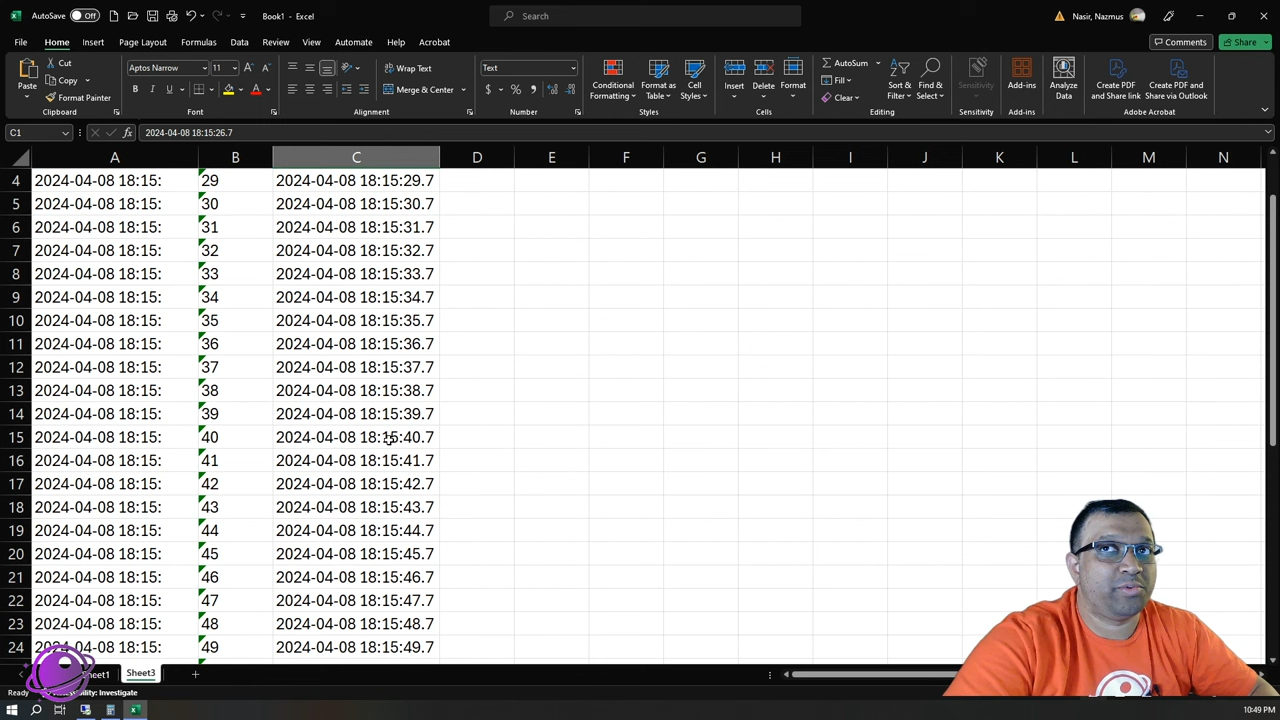 AutoSave Off Book1 - Excel Search Nasir, Nazmus
File Home Insert Page Layout Formulas Data Review View Automate Help Acrobat Comments Share
Paste Cut Copy Format Painter Clipboard
Aptos Narrow 11 B I U A Font
Wrap Text Merge & Center Alignment
Text $ % Number
Conditional Formatting Format as Table Cell Styles Styles
Insert Delete Format Cells
AutoSum Fill Clear Sort & Filter Find & Select Editing
Sensitivity Sensitivity
Add-ins Add-ins
Analyze Data
Create PDF and Share link Create PDF and Share via Outlook Adobe Acrobat
C1 fx 2024-04-08 18:15:26.7
A B C D E F G H I J K L M N
4 2024-04-08 18:15: 29 2024-04-08 18:15:29.7
5 2024-04-08 18:15: 30 2024-04-08 18:15:30.7
6 2024-04-08 18:15: 31 2024-04-08 18:15:31.7
7 2024-04-08 18:15: 32 2024-04-08 18:15:32.7
8 2024-04-08 18:15: 33 2024-04-08 18:15:33.7
9 2024-04-08 18:15: 34 2024-04-08 18:15:34.7
10 2024-04-08 18:15: 35 2024-04-08 18:15:35.7
11 2024-04-08 18:15: 36 2024-04-08 18:15:36.7
12 2024-04-08 18:15: 37 2024-04-08 18:15:37.7
13 2024-04-08 18:15: 38 2024-04-08 18:15:38.7
14 2024-04-08 18:15: 39 2024-04-08 18:15:39.7
15 2024-04-08 18:15: 40 2024-04-08 18:15:40.7
16 2024-04-08 18:15: 41 2024-04-08 18:15:41.7
17 2024-04-08 18:15: 42 2024-04-08 18:15:42.7
18 2024-04-08 18:15: 43 2024-04-08 18:15:43.7
19 2024-04-08 18:15: 44 2024-04-08 18:15:44.7
20 2024-04-08 18:15: 45 2024-04-08 18:15:45.7
21 2024-04-08 18:15: 46 2024-04-08 18:15:46.7
22 2024-04-08 18:15: 47 2024-04-08 18:15:47.7
23 2024-04-08 18:15: 48 2024-04-08 18:15:48.7
24 2024-04-08 18:15: 49 2024-04-08 18:15:49.7
Sheet3
Ready Investigate
10:49 PM